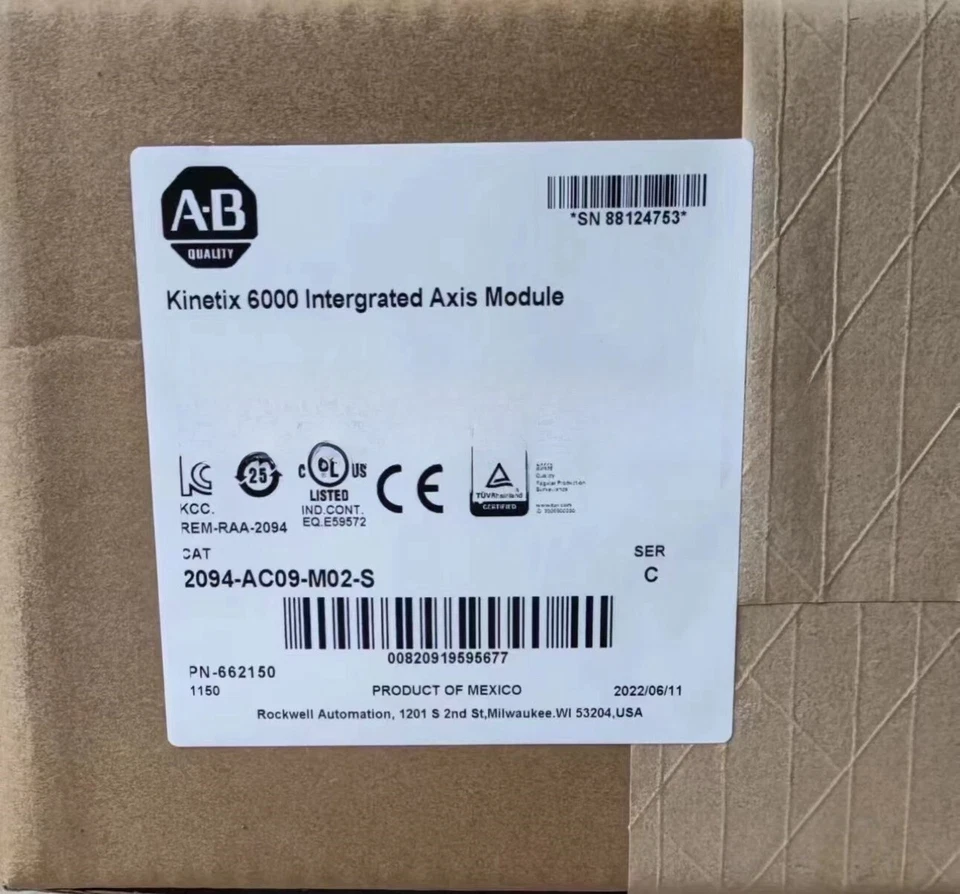 A-B
QUALITY
*SN 88124753*
Kinetix 6000 Intergrated Axis Module
25
C UL US
LISTED
IND.CONT.
EQ.E59572
CE
TÜVRheinland
CERTIFIED
KCC.
REM-RAA-2094
CAT
2094-AC09-M02-S
SER
C
00820919595677
PN-662150
1150
PRODUCT OF MEXICO
2022/06/11
Rockwell Automation, 1201 S 2nd St,Milwaukee.WI 53204,USA